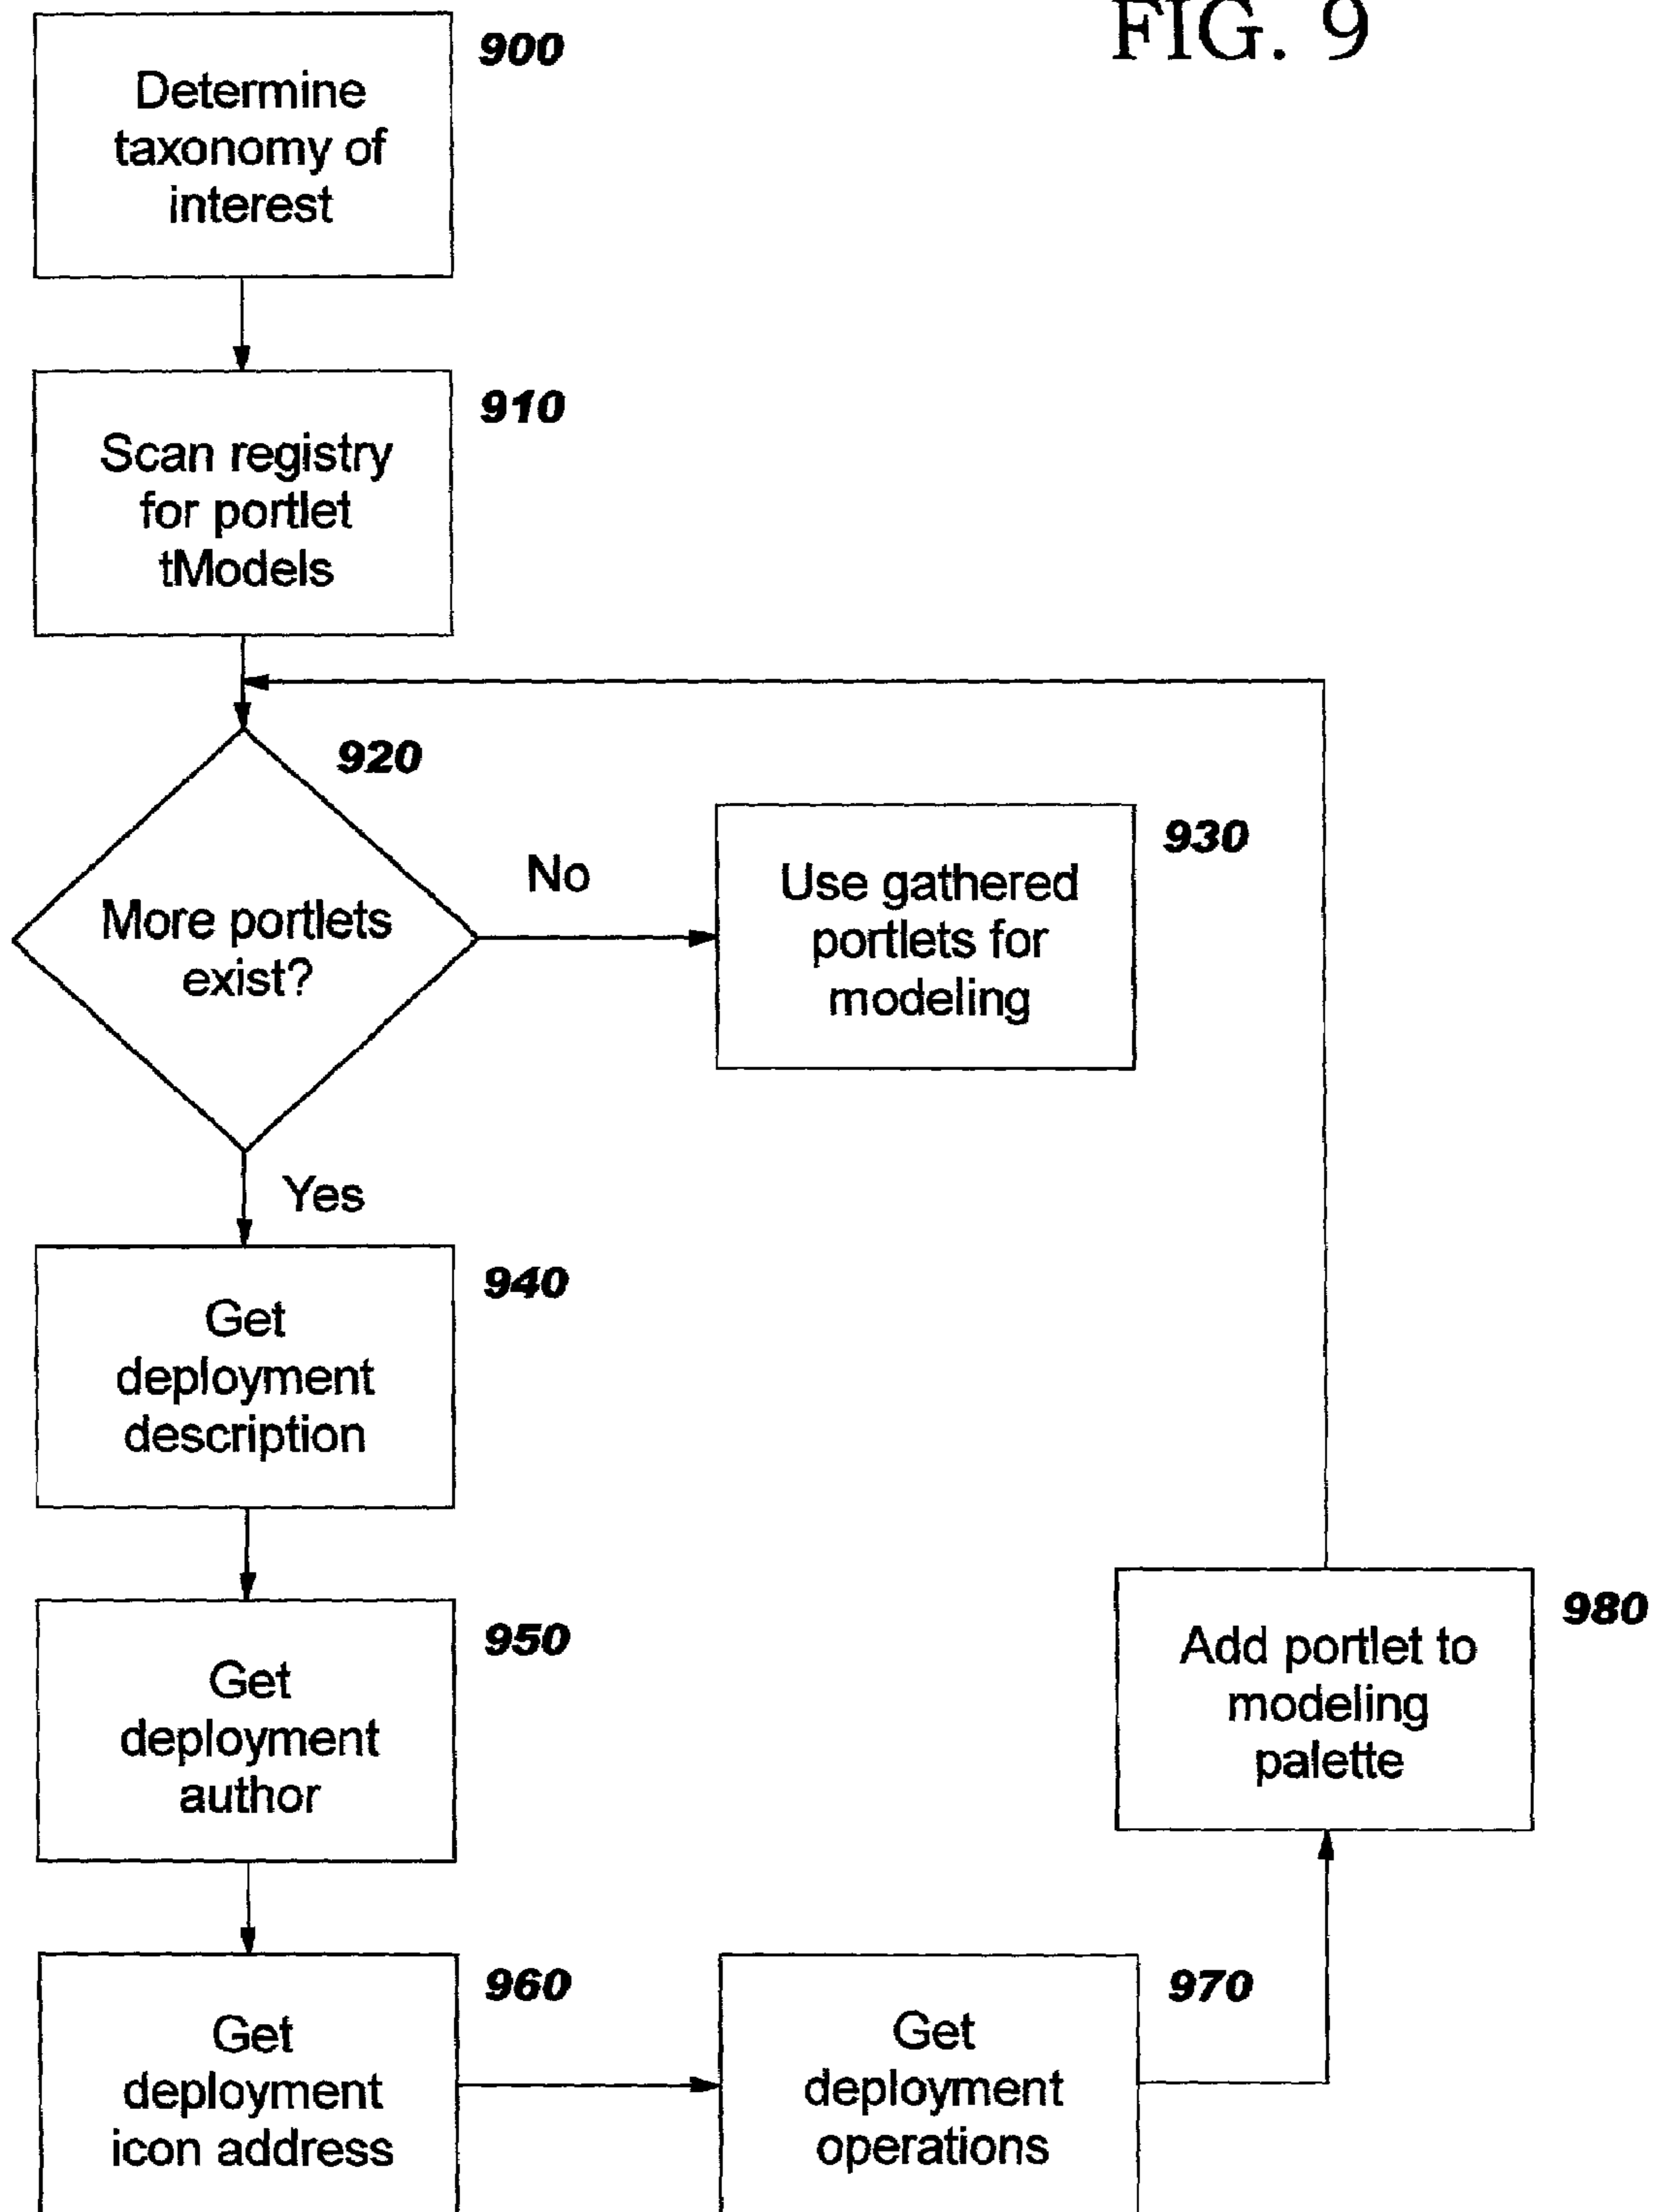 FIG. 9
900
Determine
taxonomy of
interest
910
Scan registry
for portlet
tModels
920
More portlets
exist?
No
930
Use gathered
portlets for
modeling
Yes
940
Get
deployment
description
950
Get
deployment
author
960
Get
deployment
icon address
970
Get
deployment
operations
980
Add portlet to
modeling
palette